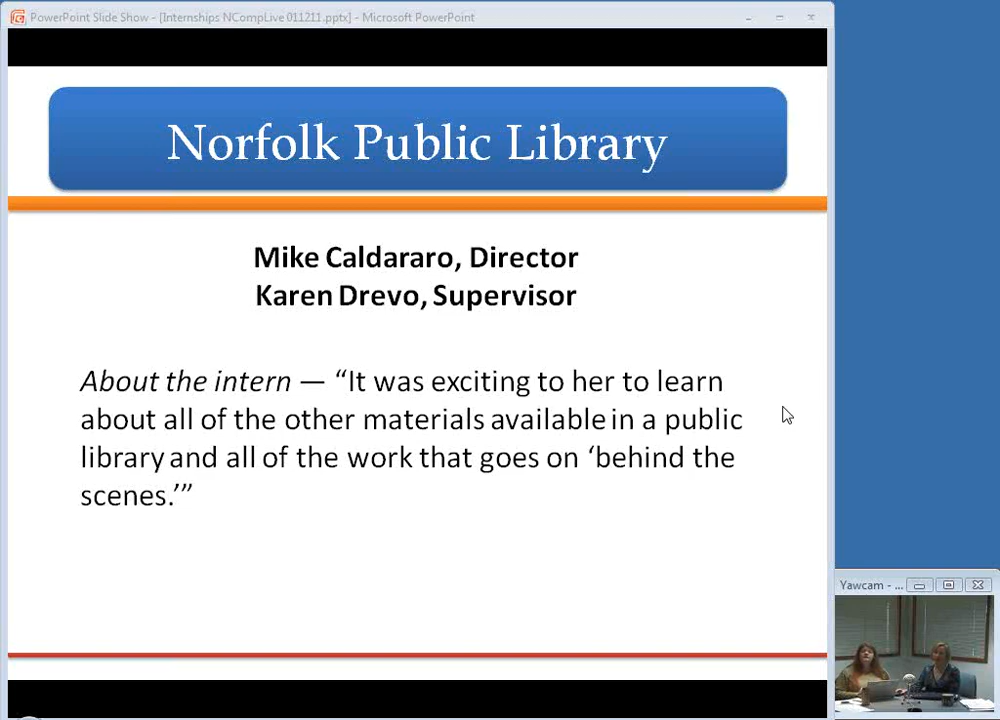 PowerPoint Slide Show - [Internships NCompLive 011211.pptx] - Microsoft PowerPoint
Norfolk Public Library
Mike Caldararo, Director
Karen Drevo, Supervisor
About the intern — “It was exciting to her to learn
about all of the other materials available in a public
library and all of the work that goes on ‘behind the
scenes.’”
Yawcam - ...